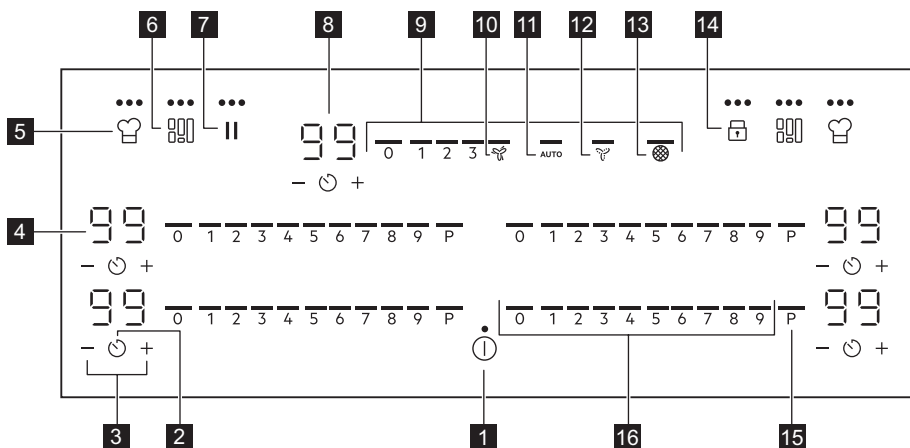 6 7 8 9 10 11 12 13 14
5
99 0 1 2 3 AUTO
− +
4 99 0 1 2 3 4 5 6 7 8 9 P 0 1 2 3 4 5 6 7 8 9 P 99
− + − +
99 0 1 2 3 4 5 6 7 8 9 P 0 1 2 3 4 5 6 7 8 9 P 99
− + − +
3 2 1 16 15